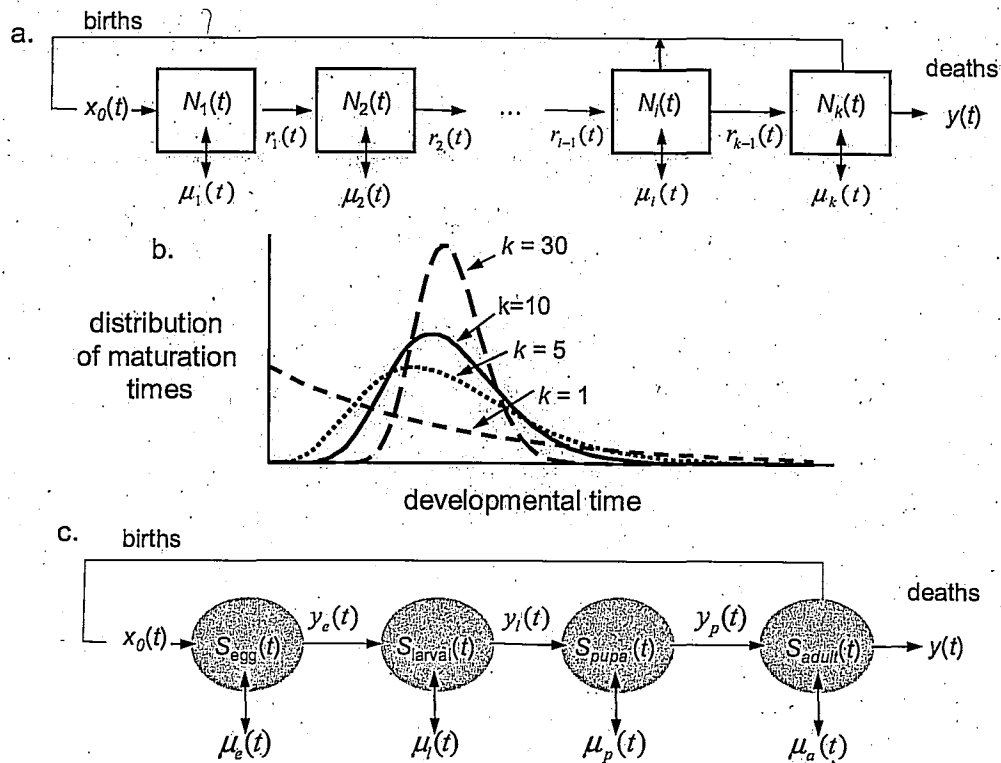 a.
births
deaths
x₀(t)
N₁(t)
r₁(t)
N₂(t)
r₂(t)
...
rᵢ₋₁(t)
Nᵢ(t)
rₖ₋₁(t)
Nₖ(t)
y(t)
μ₁(t)
μ₂(t)
μᵢ(t)
μₖ(t)
b.
distribution
of maturation
times
k = 30
k=10
k = 5
k = 1
developmental time
c.
births
deaths
x₀(t)
S_egg(t)
yₑ(t)
S_larval(t)
yₗ(t)
S_pupa(t)
yₚ(t)
S_adult(t)
y(t)
μₑ(t)
μₗ(t)
μₚ(t)
μₐ(t)